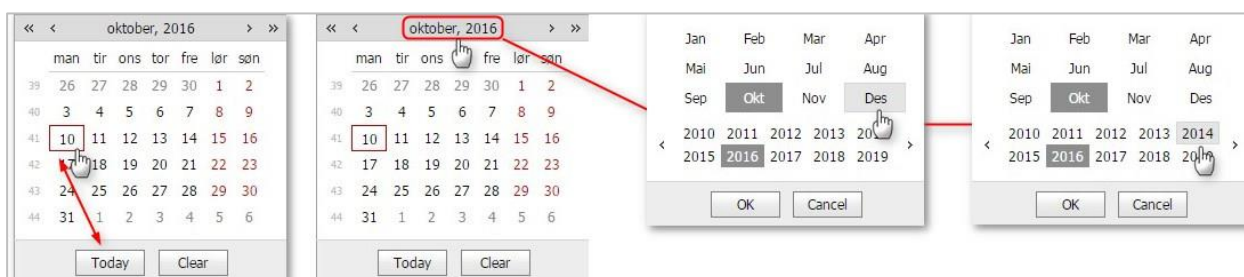 « ‹ oktober, 2016 › »
man tir ons tor fre lør søn
39 26 27 28 29 30 1 2
40 3 4 5 6 7 8 9
41 10 11 12 13 14 15 16
42 17 18 19 20 21 22 23
43 24 25 26 27 28 29 30
44 31 1 2 3 4 5 6
Today Clear
« ‹ oktober, 2016 › »
man tir ons fre lør søn
39 26 27 28 29 30 1 2
40 3 4 5 6 7 8 9
41 10 11 12 13 14 15 16
42 17 18 19 20 21 22 23
43 24 25 26 27 28 29 30
44 31 1 2 3 4 5 6
Today Clear
Jan Feb Mar Apr
Mai Jun Jul Aug
Sep Okt Nov Des
‹ 2010 2011 2012 2013 ›
2015 2016 2017 2018 2019
OK Cancel
Jan Feb Mar Apr
Mai Jun Jul Aug
Sep Okt Nov Des
‹ 2010 2011 2012 2013 2014 ›
2015 2016 2017 2018
OK Cancel